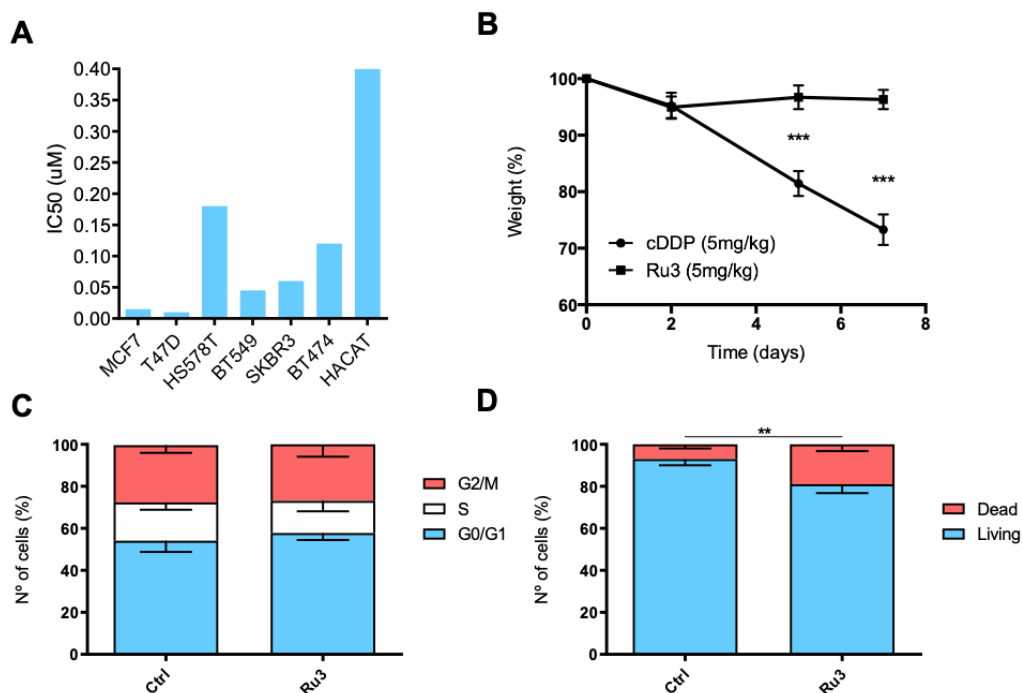 A
IC50 (uM)
0.40
0.35
0.30
0.25
0.20
0.15
0.10
0.05
0.00
MCF7
T47D
HS578T
BT549
SKBR3
BT474
HACAT
B
Weight (%)
100
90
80
70
60
***
***
cDDP (5mg/kg)
Ru3 (5mg/kg)
0 2 4 6 8
Time (days)
C
Nº of cells (%)
100
80
60
40
20
0
Ctrl
Ru3
G2/M
S
G0/G1
D
Nº of cells (%)
100
80
60
40
20
0
**
Ctrl
Ru3
Dead
Living